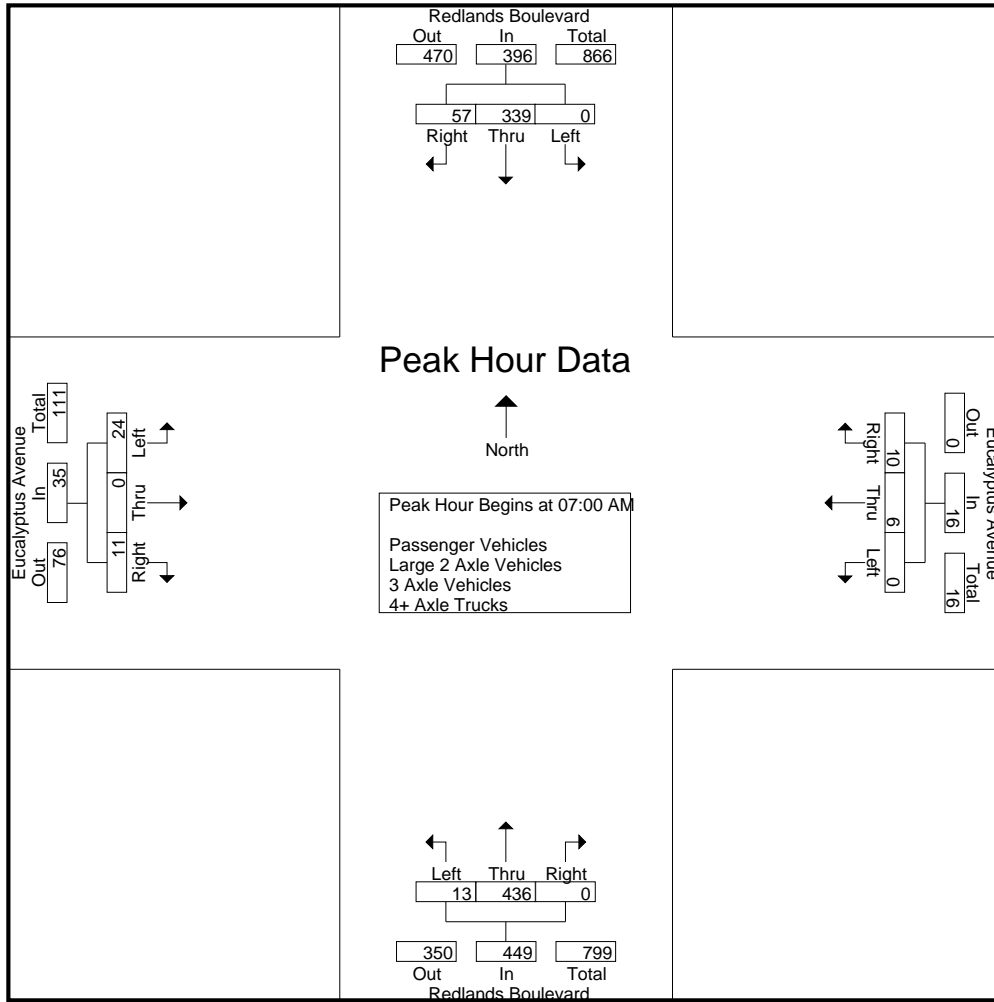 Redlands Boulevard
Out In Total
470 396 866
57 339 0
Right Thru Left
Peak Hour Data
North
Peak Hour Begins at 07:00 AM
Passenger Vehicles
Large 2 Axle Vehicles
3 Axle Vehicles
4+ Axle Trucks
Eucalyptus Avenue
Out In Total
76 35 111
11 0 24
Right Thru Left
Eucalyptus Avenue
Out In Total
0 16 16
10 6 0
Right Thru Left
Left Thru Right
13 436 0
350 449 799
Out In Total
Redlands Boulevard